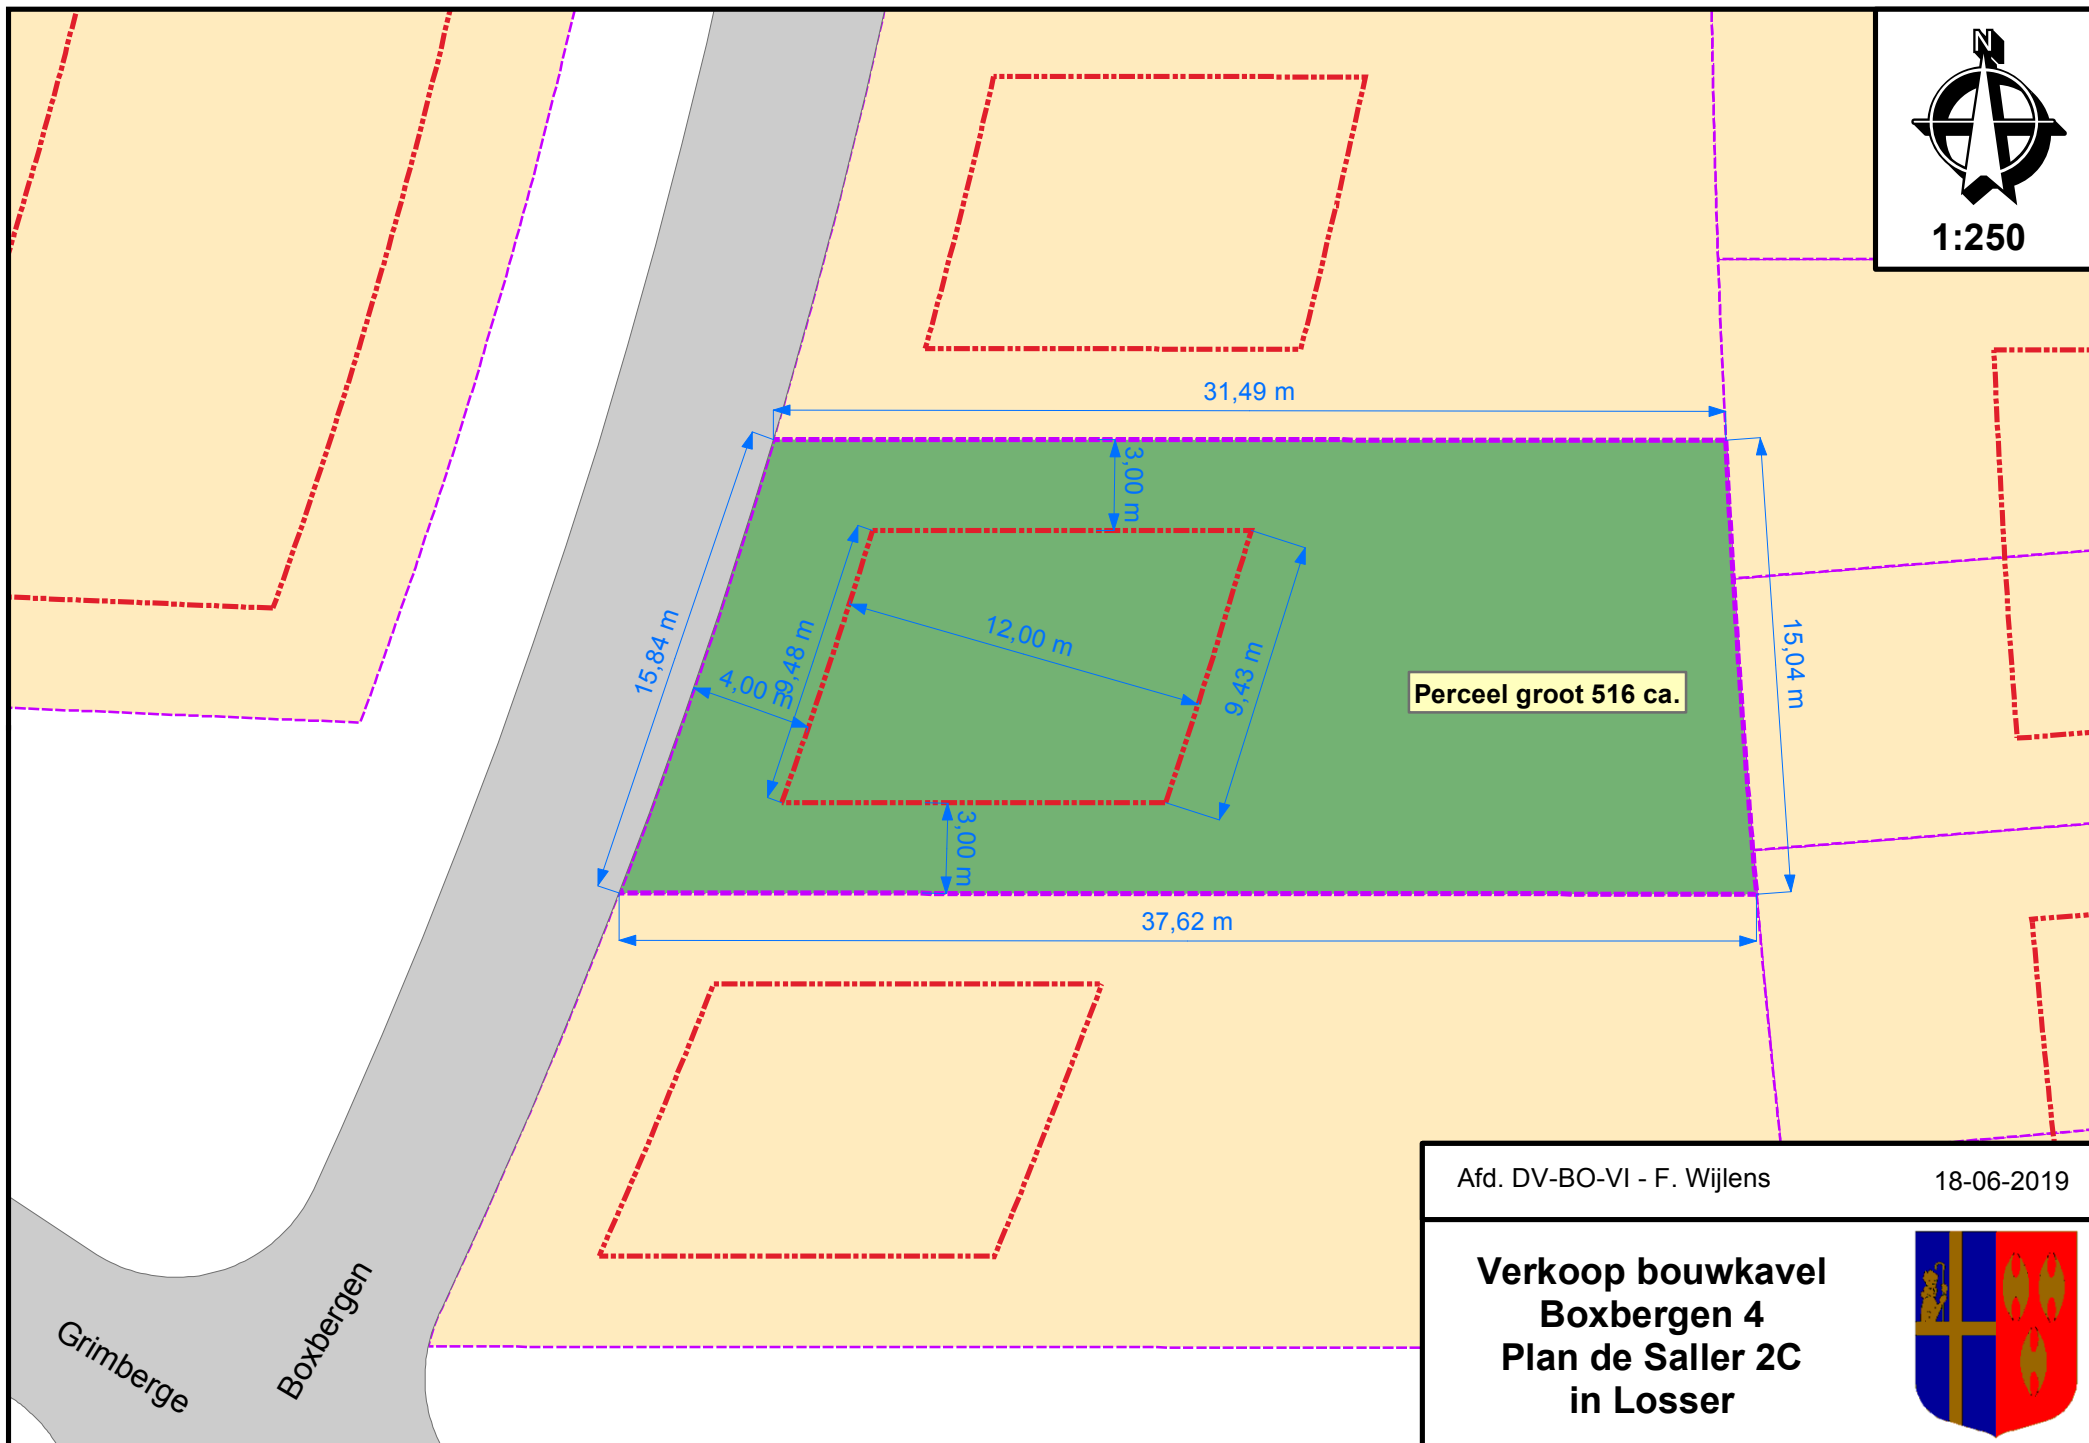 N
1:250
31,49 m
3,00 m
15,84 m
9,48 m
12,00 m
4,00 m
9,43 m
15,04 m
Perceel groot 516 ca.
3,00 m
37,62 m
Afd. DV-BO-VI - F. Wijlens
18-06-2019
Verkoop bouwkavel
Boxbergen 4
Plan de Saller 2C
in Losser
Grimberge
Boxbergen